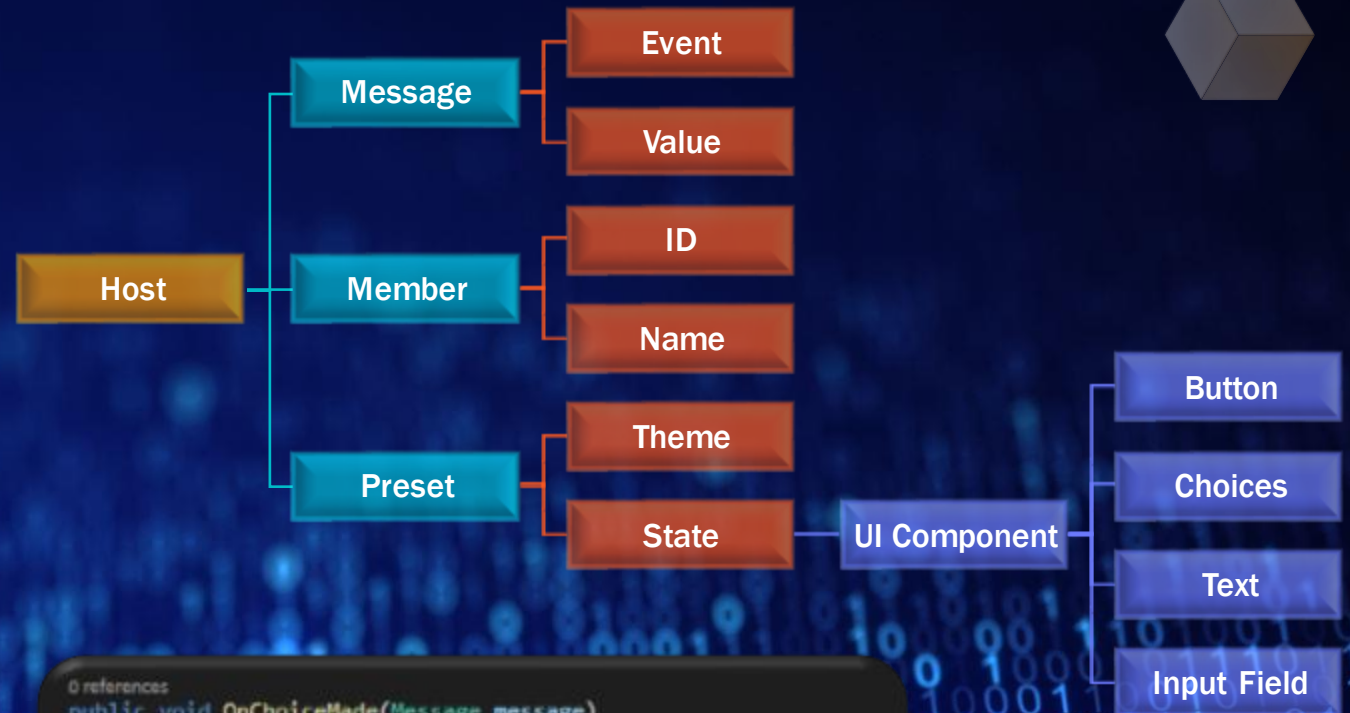 Host
Message
Event
Value
Member
ID
Name
Preset
Theme
State
UI Component
Button
Choices
Text
Input Field
0 references
public void OnChoiceMade(Message message)